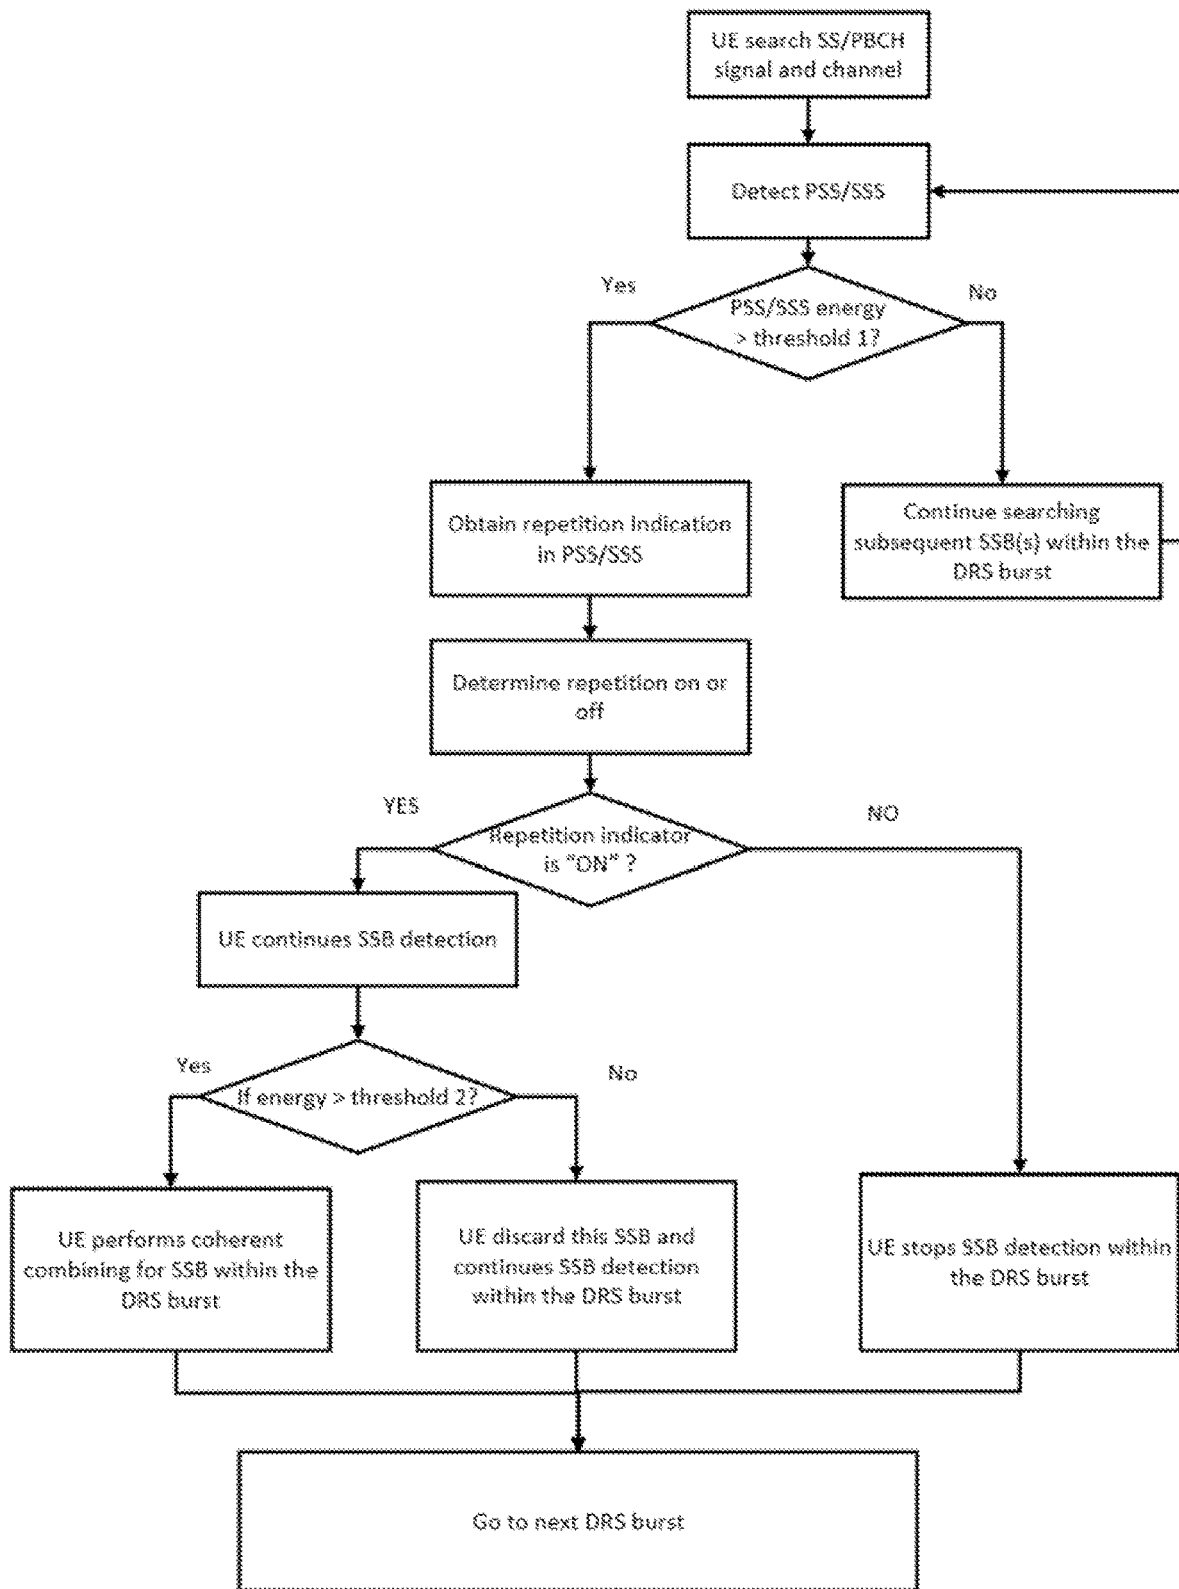 UE search SS/PBCH
signal and channel
Detect PSS/SSS
Yes
No
PSS/SSS energy
> threshold 1?
Obtain repetition Indication
in PSS/SSS
Continue searching
subsequent SSB(s) within the
DRS burst
Determine repetition on or
off
YES
NO
Repetition indicator
is "ON" ?
UE continues SSB detection
Yes
No
If energy > threshold 2?
UE performs coherent
combining for SSB within the
DRS burst
UE discard this SSB and
continues SSB detection
within the DRS burst
UE stops SSB detection within
the DRS burst
Go to next DRS burst